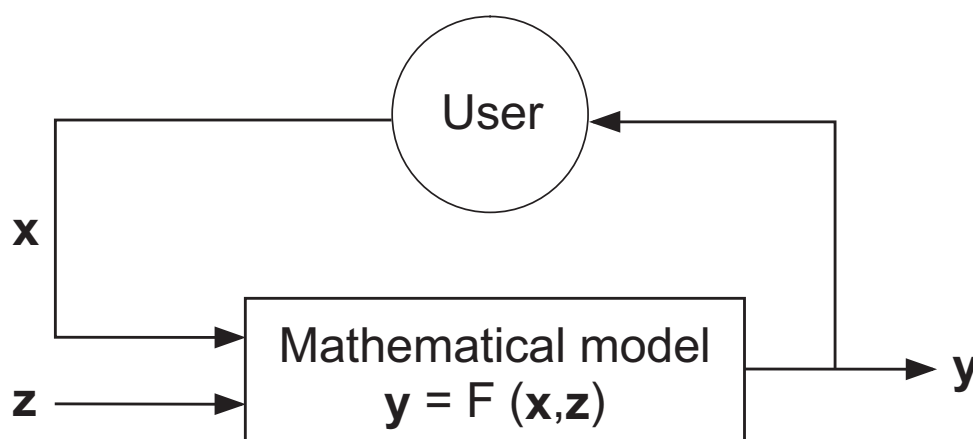 User
x
Mathematical model
y = F (x,z)
z
y